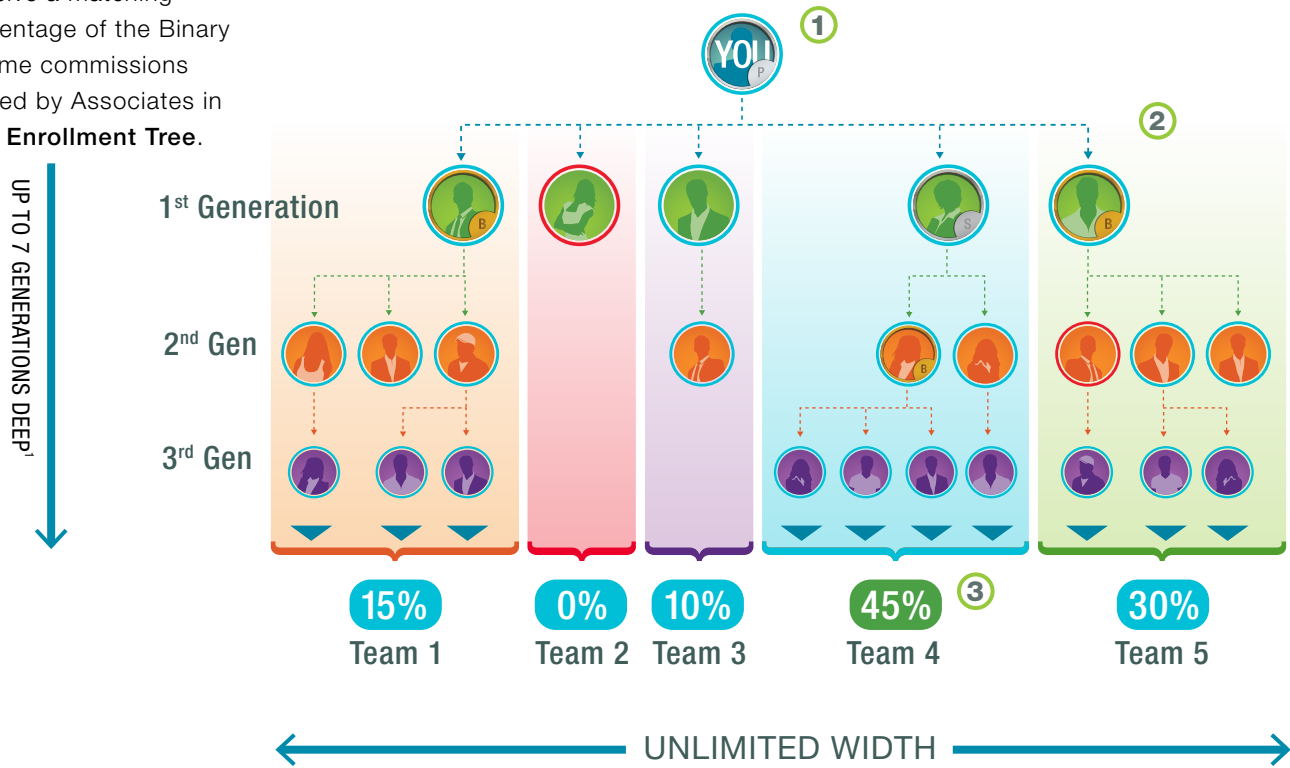 centage of the Binary
me commissions
ed by Associates in
Enrollment Tree.
UP TO 7 GENERATIONS DEEP¹
1
YOU
P
2
1st Generation
B
S
B
2nd Gen
B
3rd Gen
15%
0%
10%
45%
3
30%
Team 1
Team 2
Team 3
Team 4
Team 5
UNLIMITED WIDTH